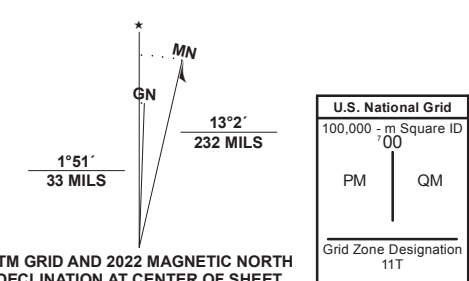 ★
MN
GN
13°2´
232 MILS
1°51´
33 MILS
TM GRID AND 2022 MAGNETIC NORTH
DECLINATION AT CENTER OF SHEET
U.S. National Grid
100,000 - m Square ID
⁷00
PM QM
Grid Zone Designation
11T